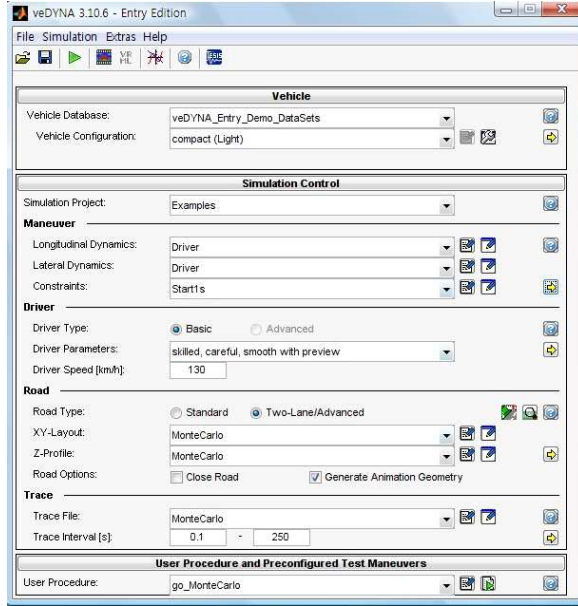 veDYNA 3.10.6 - Entry Edition
File Simulation Extras Help
VR ML
TESIS
Vehicle
Vehicle Database: veDYNA_Entry_Demo_DataSets
Vehicle Configuration: compact (Light)
Simulation Control
Simulation Project: Examples
Maneuver
Longitudinal Dynamics: Driver
Lateral Dynamics: Driver
Constraints: Start1s
Driver
Driver Type: Basic Advanced
Driver Parameters: skilled, careful, smooth with preview
Driver Speed [km/h]: 130
Road
Road Type: Standard Two-Lane/Advanced
XY-Layout: MonteCarlo
Z-Profile: MonteCarlo
Road Options: Close Road Generate Animation Geometry
Trace
Trace File: MonteCarlo
Trace Interval [s]: 0.1 - 250
User Procedure and Preconfigured Test Maneuvers
User Procedure: go_MonteCarlo